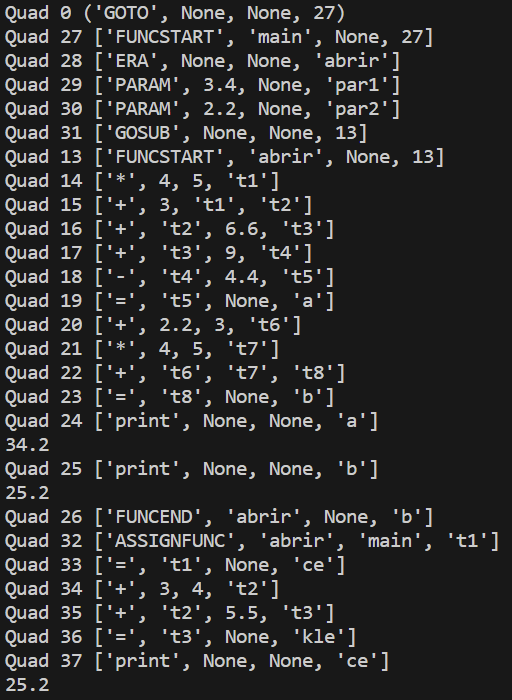 Quad 0 ('GOTO', None, None, 27)
Quad 27 ['FUNCSTART', 'main', None, 27]
Quad 28 ['ERA', None, None, 'abrir']
Quad 29 ['PARAM', 3.4, None, 'par1']
Quad 30 ['PARAM', 2.2, None, 'par2']
Quad 31 ['GOSUB', None, None, 13]
Quad 13 ['FUNCSTART', 'abrir', None, 13]
Quad 14 ['*', 4, 5, 't1']
Quad 15 ['+', 3, 't1', 't2']
Quad 16 ['+', 't2', 6.6, 't3']
Quad 17 ['+', 't3', 9, 't4']
Quad 18 ['-', 't4', 4.4, 't5']
Quad 19 ['=', 't5', None, 'a']
Quad 20 ['+', 2.2, 3, 't6']
Quad 21 ['*', 4, 5, 't7']
Quad 22 ['+', 't6', 't7', 't8']
Quad 23 ['=', 't8', None, 'b']
Quad 24 ['print', None, None, 'a']
34.2
Quad 25 ['print', None, None, 'b']
25.2
Quad 26 ['FUNCEND', 'abrir', None, 'b']
Quad 32 ['ASSIGNFUNC', 'abrir', 'main', 't1']
Quad 33 ['=', 't1', None, 'ce']
Quad 34 ['+', 3, 4, 't2']
Quad 35 ['+', 't2', 5.5, 't3']
Quad 36 ['=', 't3', None, 'kle']
Quad 37 ['print', None, None, 'ce']
25.2